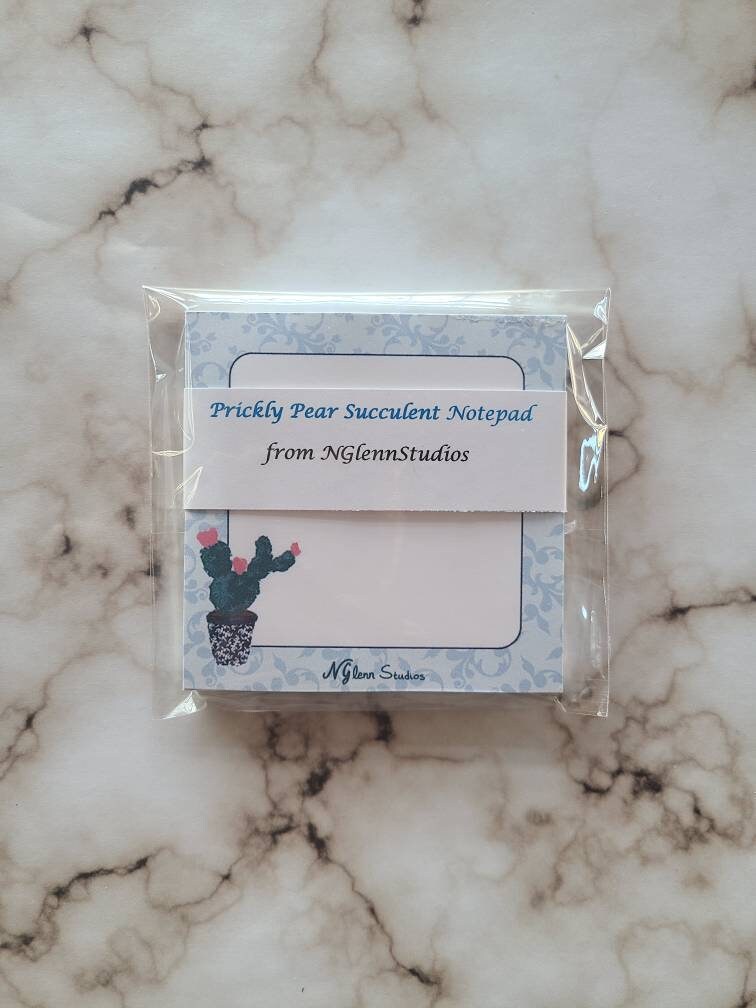 Prickly Pear Succulent Notepad
from NGlennStudios
NGlenn Studios